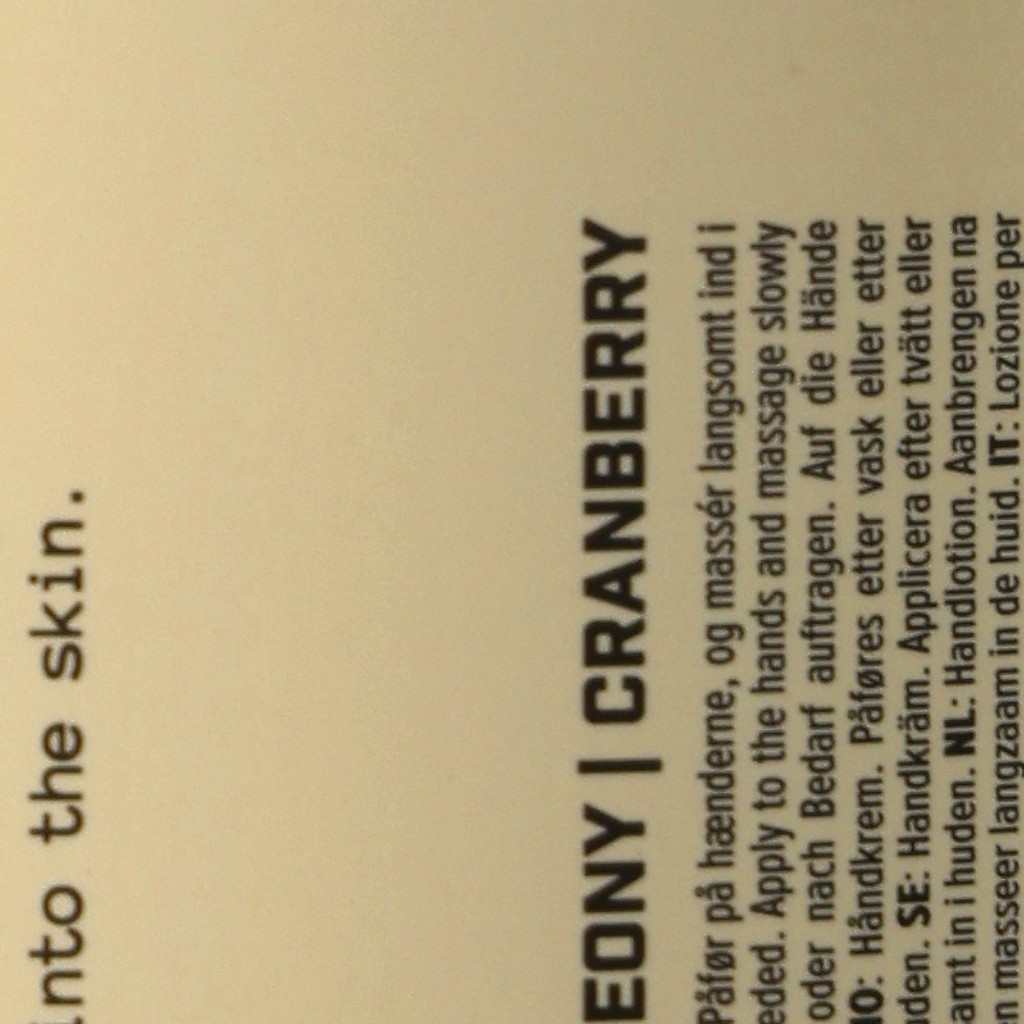 into the skin.
EONY | CRANBERRY
Påfør på hænderne, og massér langsomt ind i
eded. Apply to the hands and massage slowly
oder nach Bedarf auftragen. Auf die Hände
NO: Håndkrem. Påføres etter vask eller etter
den. SE: Handkräm. Applicera efter tvätt eller
amt in i huden. NL: Handlotion. Aanbrengen na
n masseer langzaam in de huid. IT: Lozione per